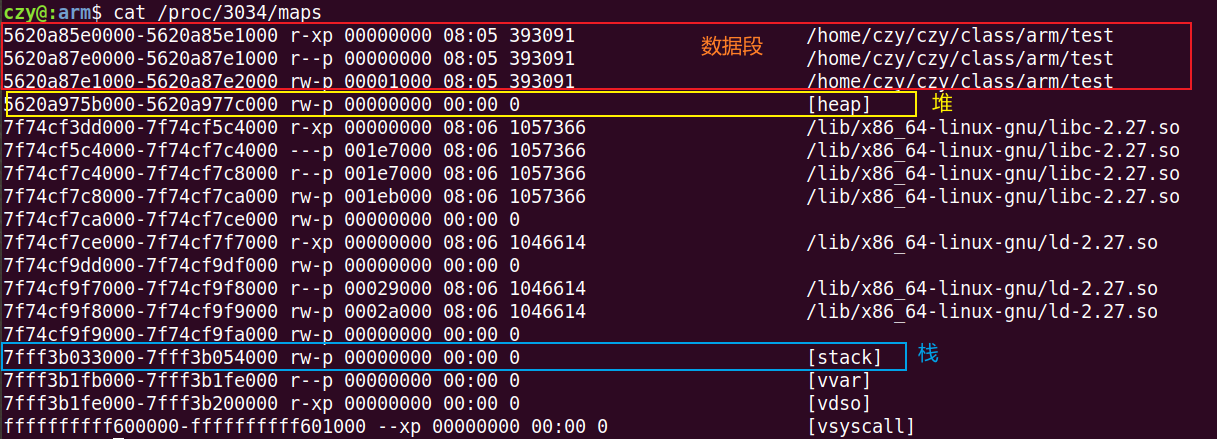 czy@:arm$ cat /proc/3034/maps
5620a85e0000-5620a85e1000 r-xp 00000000 08:05 393091 /home/czy/czy/class/arm/test
数据段
5620a87e0000-5620a87e1000 r--p 00000000 08:05 393091 /home/czy/czy/class/arm/test
5620a87e1000-5620a87e2000 rw-p 00001000 08:05 393091 /home/czy/czy/class/arm/test
5620a975b000-5620a977c000 rw-p 00000000 00:00 0 [heap] 堆
7f74cf3dd000-7f74cf5c4000 r-xp 00000000 08:06 1057366 /lib/x86_64-linux-gnu/libc-2.27.so
7f74cf5c4000-7f74cf7c4000 ---p 001e7000 08:06 1057366 /lib/x86_64-linux-gnu/libc-2.27.so
7f74cf7c4000-7f74cf7c8000 r--p 001e7000 08:06 1057366 /lib/x86_64-linux-gnu/libc-2.27.so
7f74cf7c8000-7f74cf7ca000 rw-p 001eb000 08:06 1057366 /lib/x86_64-linux-gnu/libc-2.27.so
7f74cf7ca000-7f74cf7ce000 rw-p 00000000 00:00 0
7f74cf7ce000-7f74cf7f7000 r-xp 00000000 08:06 1046614 /lib/x86_64-linux-gnu/ld-2.27.so
7f74cf9dd000-7f74cf9df000 rw-p 00000000 00:00 0
7f74cf9f7000-7f74cf9f8000 r--p 00029000 08:06 1046614 /lib/x86_64-linux-gnu/ld-2.27.so
7f74cf9f8000-7f74cf9f9000 rw-p 0002a000 08:06 1046614 /lib/x86_64-linux-gnu/ld-2.27.so
7f74cf9f9000-7f74cf9fa000 rw-p 00000000 00:00 0
7fff3b033000-7fff3b054000 rw-p 00000000 00:00 0 [stack] 栈
7fff3b1fb000-7fff3b1fe000 r--p 00000000 00:00 0 [vvar]
7fff3b1fe000-7fff3b200000 r-xp 00000000 00:00 0 [vdso]
ffffffffff600000-ffffffffff601000 --xp 00000000 00:00 0 [vsyscall]